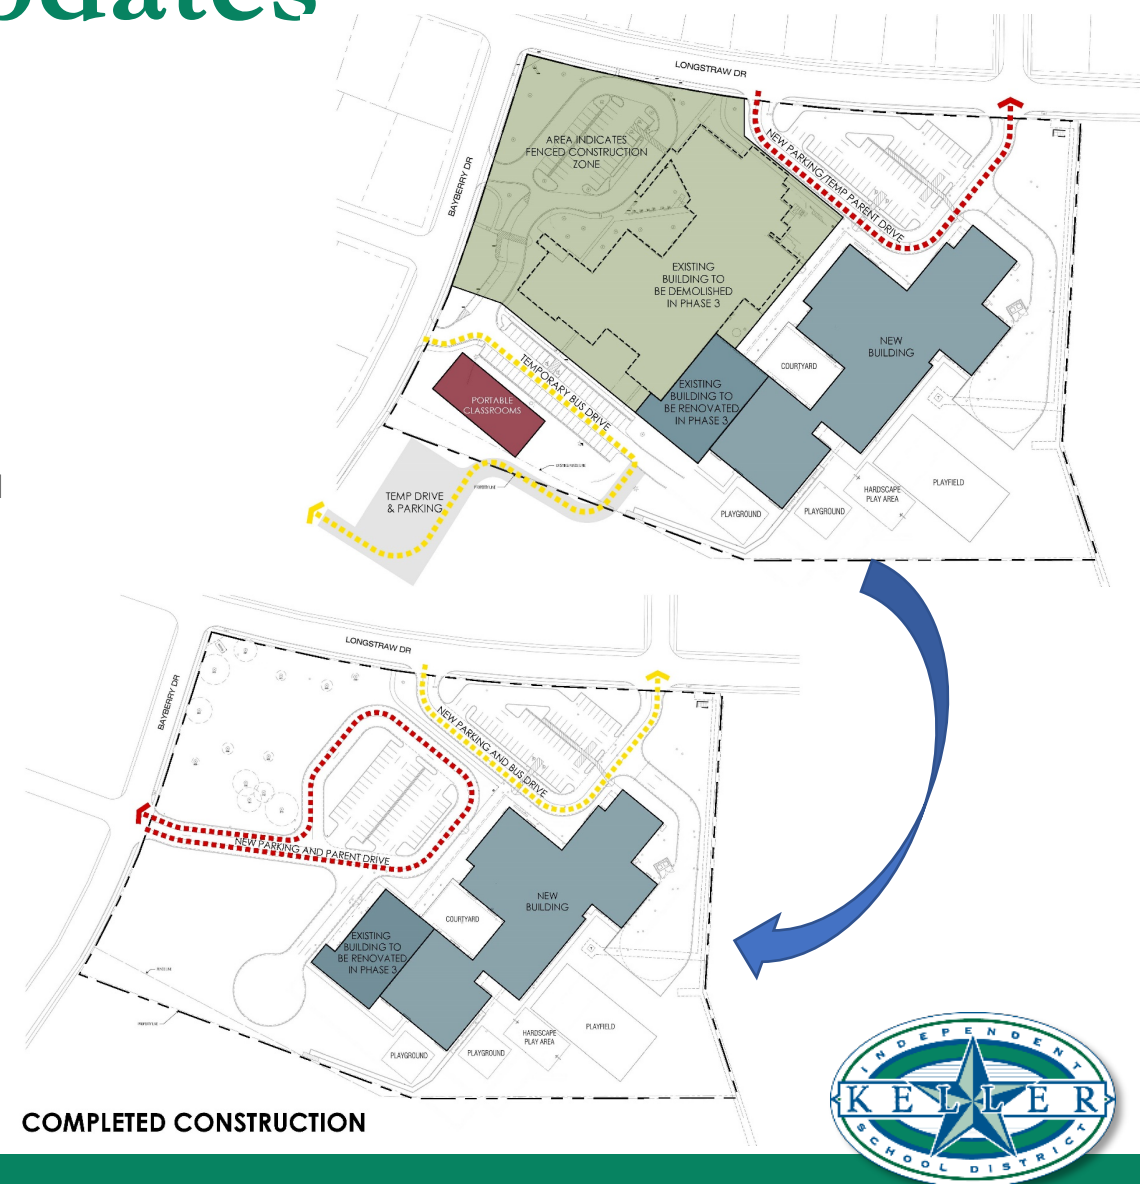 LONGSTRAW DR
BAYBERRY DR
AREA INDICATES
FENCED CONSTRUCTION
ZONE
NEW PARKING/TEMP PARENT DRIVE
EXISTING
BUILDING TO
BE DEMOLISHED
IN PHASE 3
NEW
BUILDING
COURTYARD
TEMPORARY BUS DRIVE
EXISTING
BUILDING TO
BE RENOVATED
IN PHASE 3
PORTABLE
CLASSROOMS
TEMP DRIVE
& PARKING
PLAYGROUND
PLAYGROUND
HARDSCAPE
PLAY AREA
PLAYFIELD
LONGSTRAW DR
BAYBERRY DR
NEW PARKING AND BUS DRIVE
NEW PARKING AND PARENT DRIVE
NEW
BUILDING
COURTYARD
EXISTING
BUILDING TO
BE RENOVATED
IN PHASE 3
PLAYGROUND
PLAYGROUND
HARDSCAPE
PLAY AREA
PLAYFIELD
COMPLETED CONSTRUCTION
INDEPENDENT
KELLER
SCHOOL DISTRICT